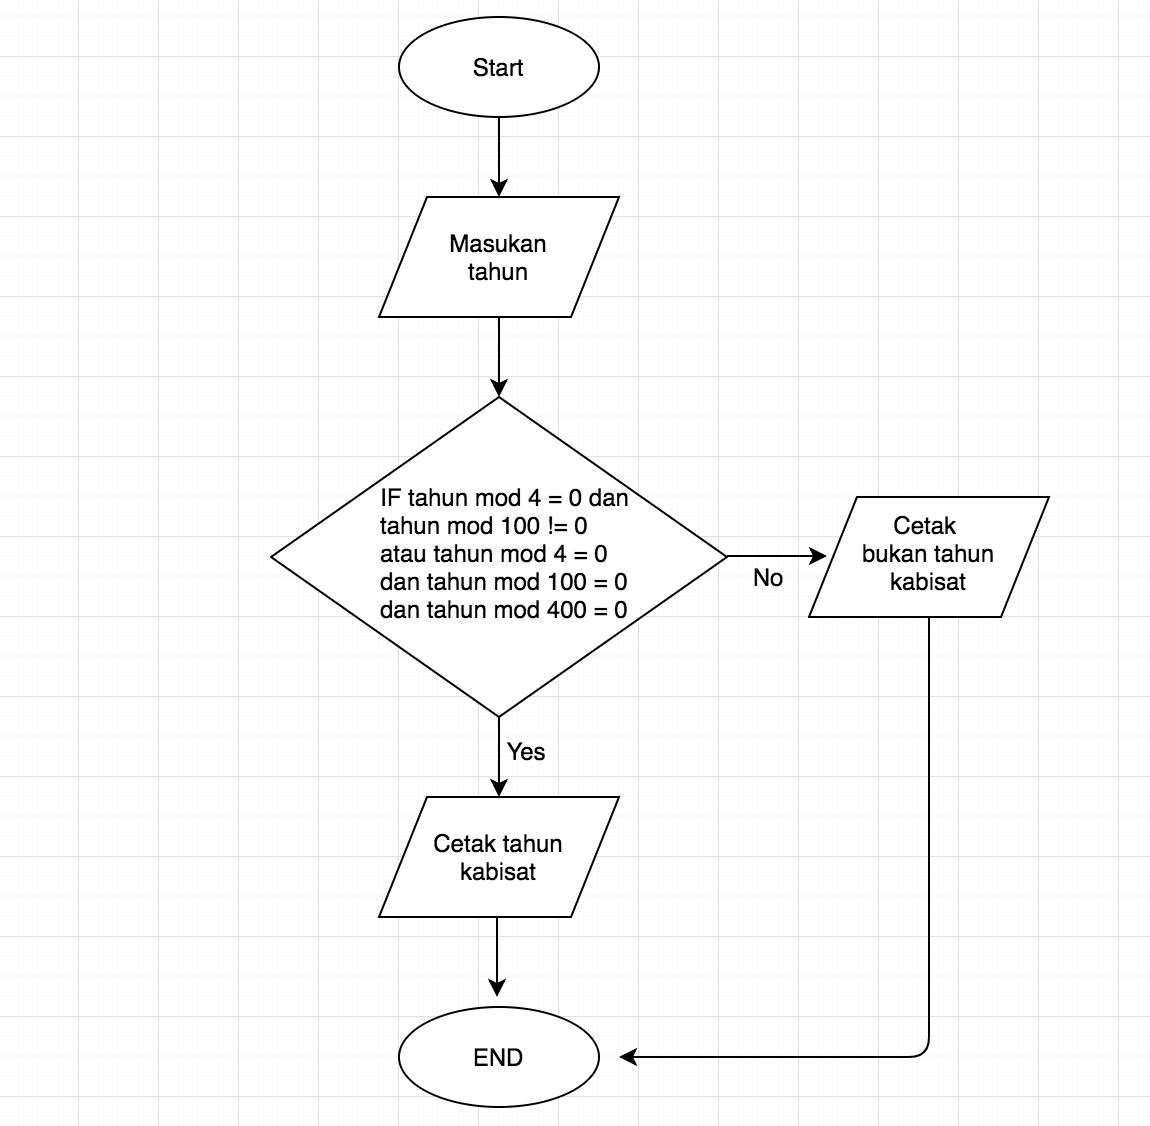 Start
Masukan
tahun
IF tahun mod 4 = 0 dan
tahun mod 100 != 0
atau tahun mod 4 = 0
dan tahun mod 100 = 0
dan tahun mod 400 = 0
No
Cetak
bukan tahun
kabisat
Yes
Cetak tahun
kabisat
END